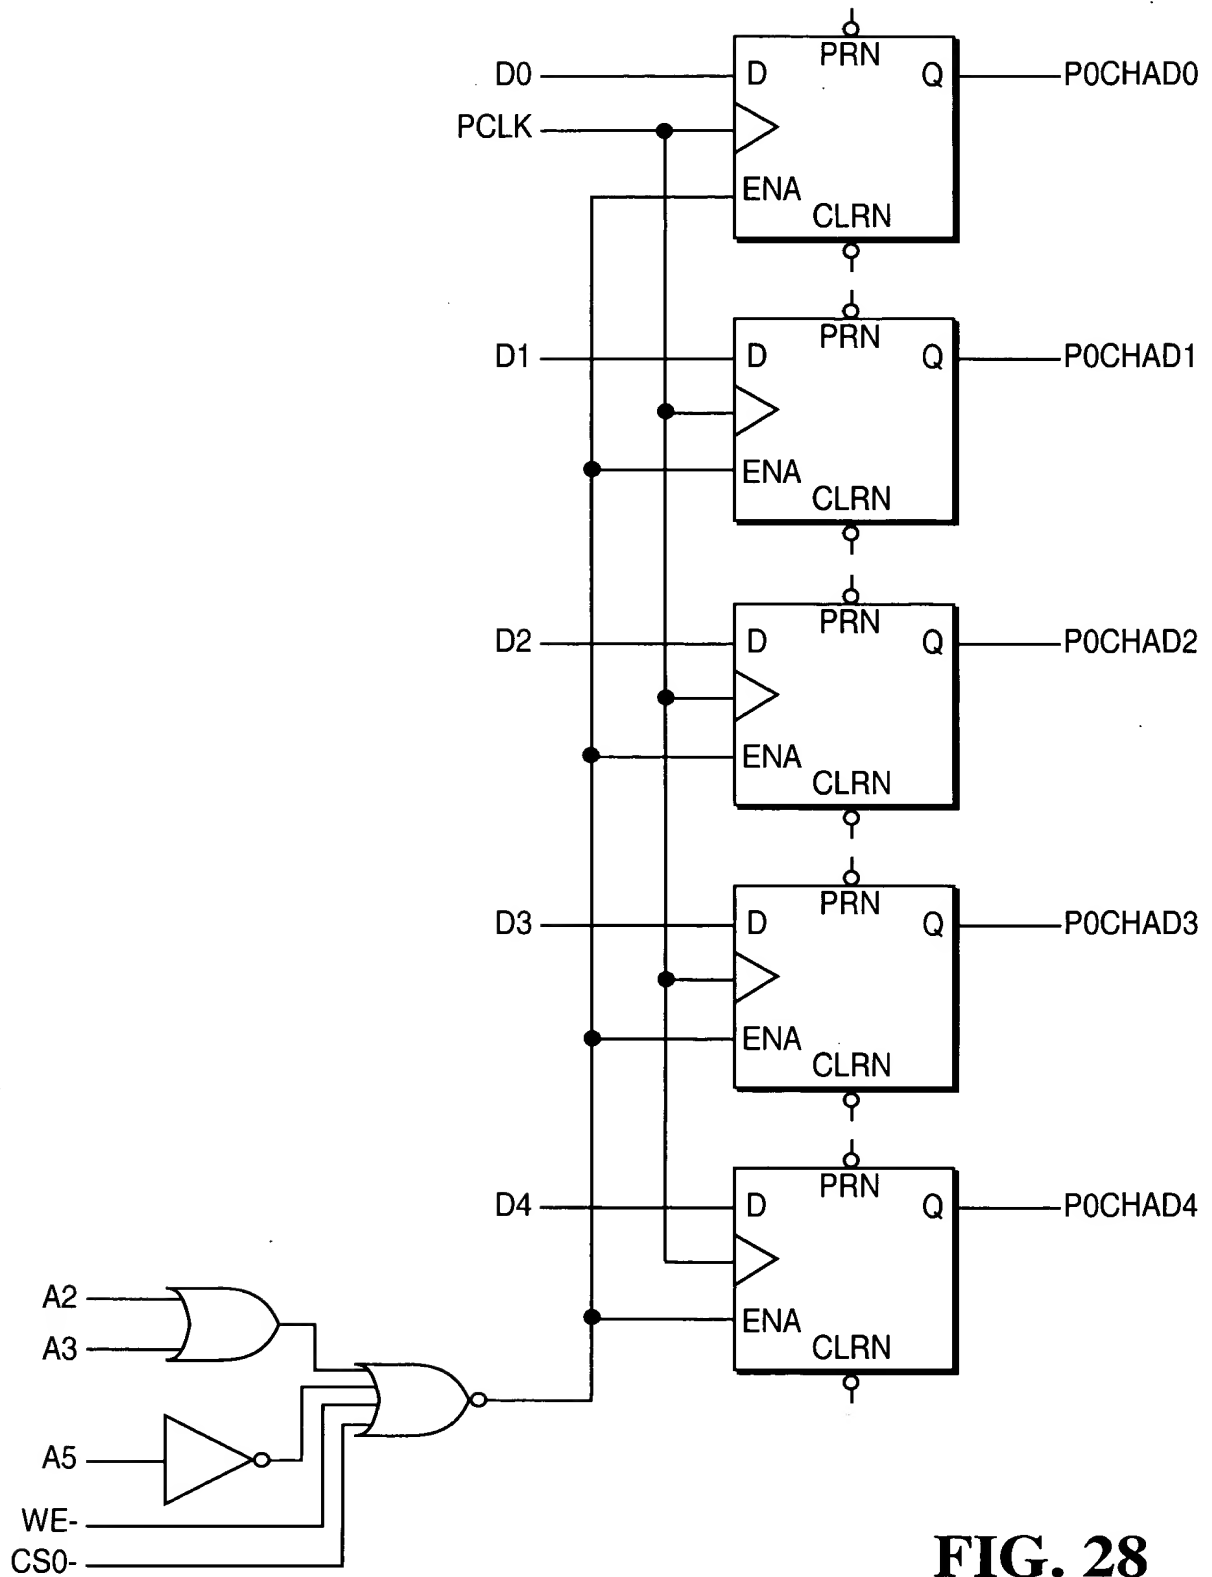 PRN
D0 D Q P0CHAD0
PCLK
ENA
CLRN
PRN
D1 D Q P0CHAD1
ENA
CLRN
PRN
D2 D Q P0CHAD2
ENA
CLRN
PRN
D3 D Q P0CHAD3
ENA
CLRN
PRN
D4 D Q P0CHAD4
ENA
CLRN
A2
A3
A5
WE-
CS0-
FIG. 28